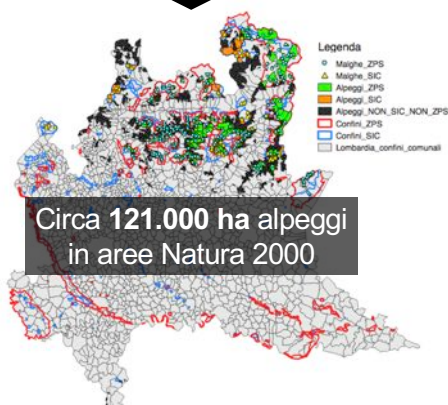 Legenda
Malghe_ZPS
Malghe_SIC
Alpeggi_ZPS
Alpeggi_SIC
Alpeggi_NON_SIC_NON_ZPS
Confini_ZPS
Confini_SIC
Lombardia_confini_comunali
Circa 121.000 ha alpeggi
in aree Natura 2000